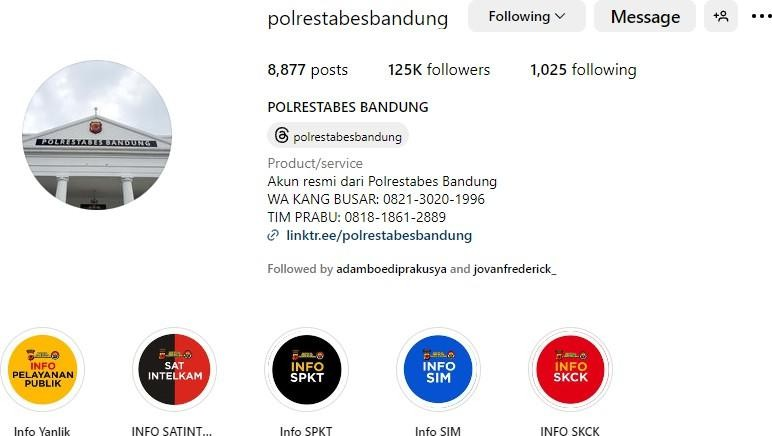 polrestabesbandung
Following
Message
8,877 posts
125K followers
1,025 following
POLRESTABES BANDUNG
POLRESTABES BANDUNG
polrestabesbandung
Product/service
Akun resmi dari Polrestabes Bandung
WA KANG BUSAR: 0821-3020-1996
TIM PRABU: 0818-1861-2889
linktr.ee/polrestabesbandung
Followed by adamboediprakusya and jovanfrederick_
INFO
PELAYANAN
PUBLIK
SAT
INTELKAM
INFO
SPKT
INFO
SIM
INFO
SKCK
Info Yanlik
INFO SATINT...
Info SPKT
Info SIM
INFO SKCK